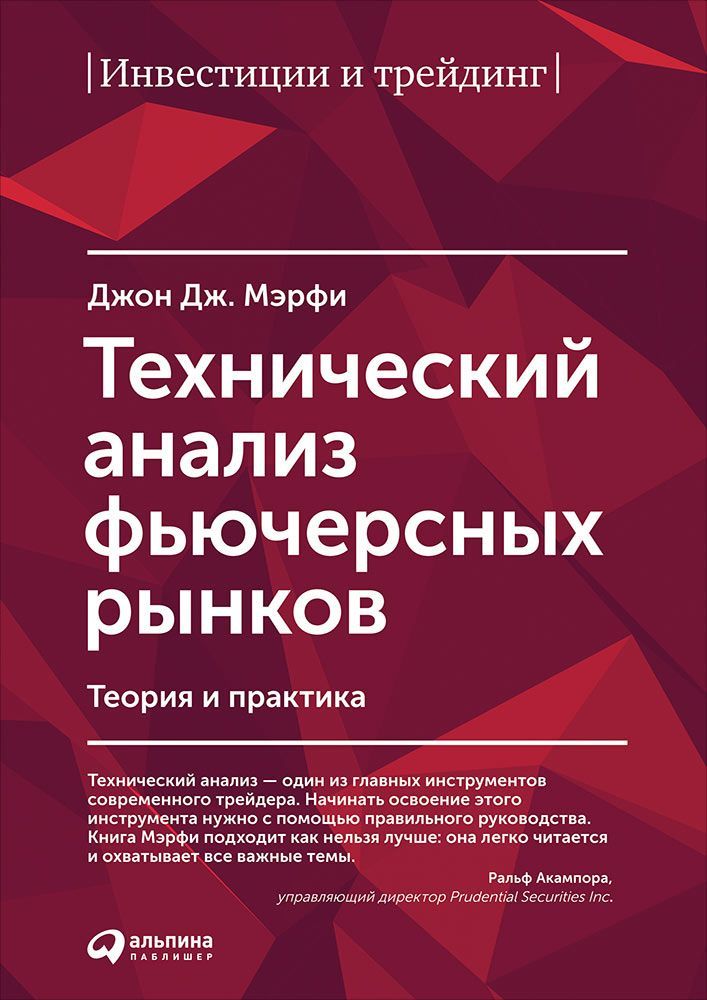 |Инвестиции и трейдинг|
Джон Дж. Мэрфи
Технический
анализ
фьючерсных
рынков
Теория и практика
Технический анализ — один из главных инструментов
современного трейдера. Начинать освоение этого
инструмента нужно с помощью правильного руководства.
Книга Мэрфи подходит как нельзя лучше: она легко читается
и охватывает все важные темы.
Ральф Акампора,
управляющий директор Prudential Securities Inc.
альпина
ПАБЛИШЕР